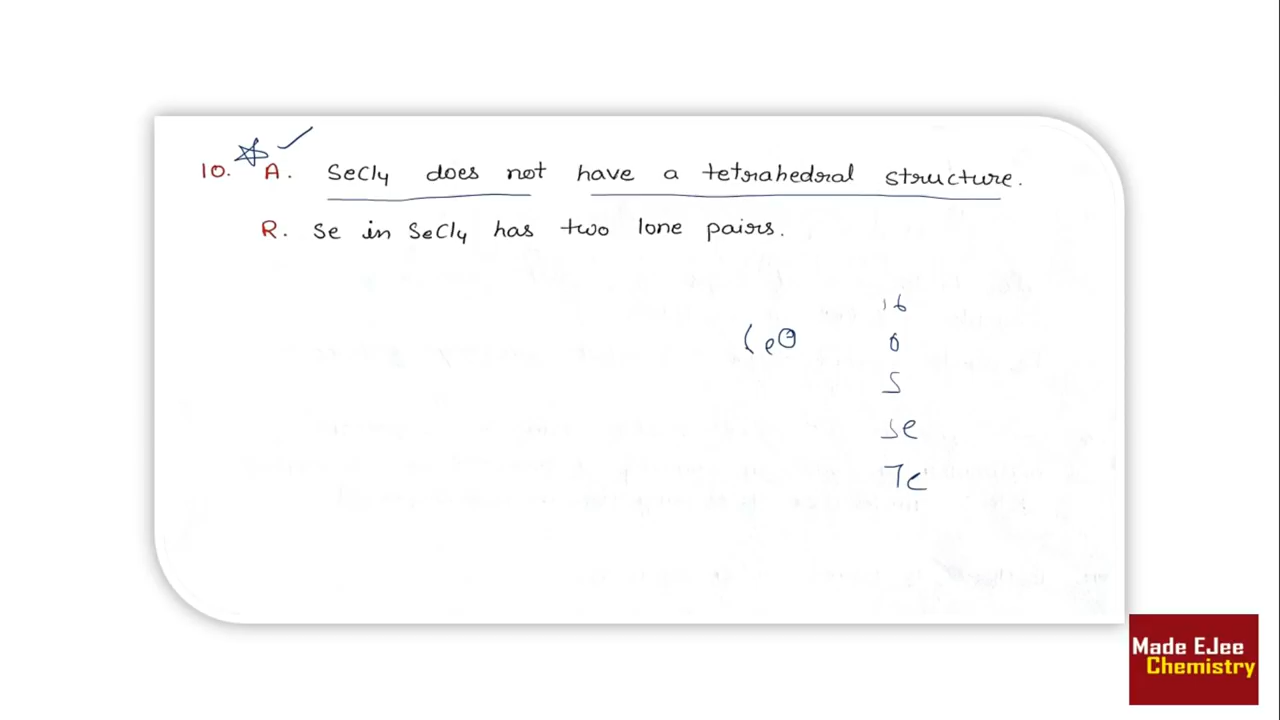 10. A. SeCl4 does not have a tetrahedral structure.
R. Se in SeCl4 has two lone pairs.
16
6e⊖ O
S
Se
Te
Made EJee
Chemistry